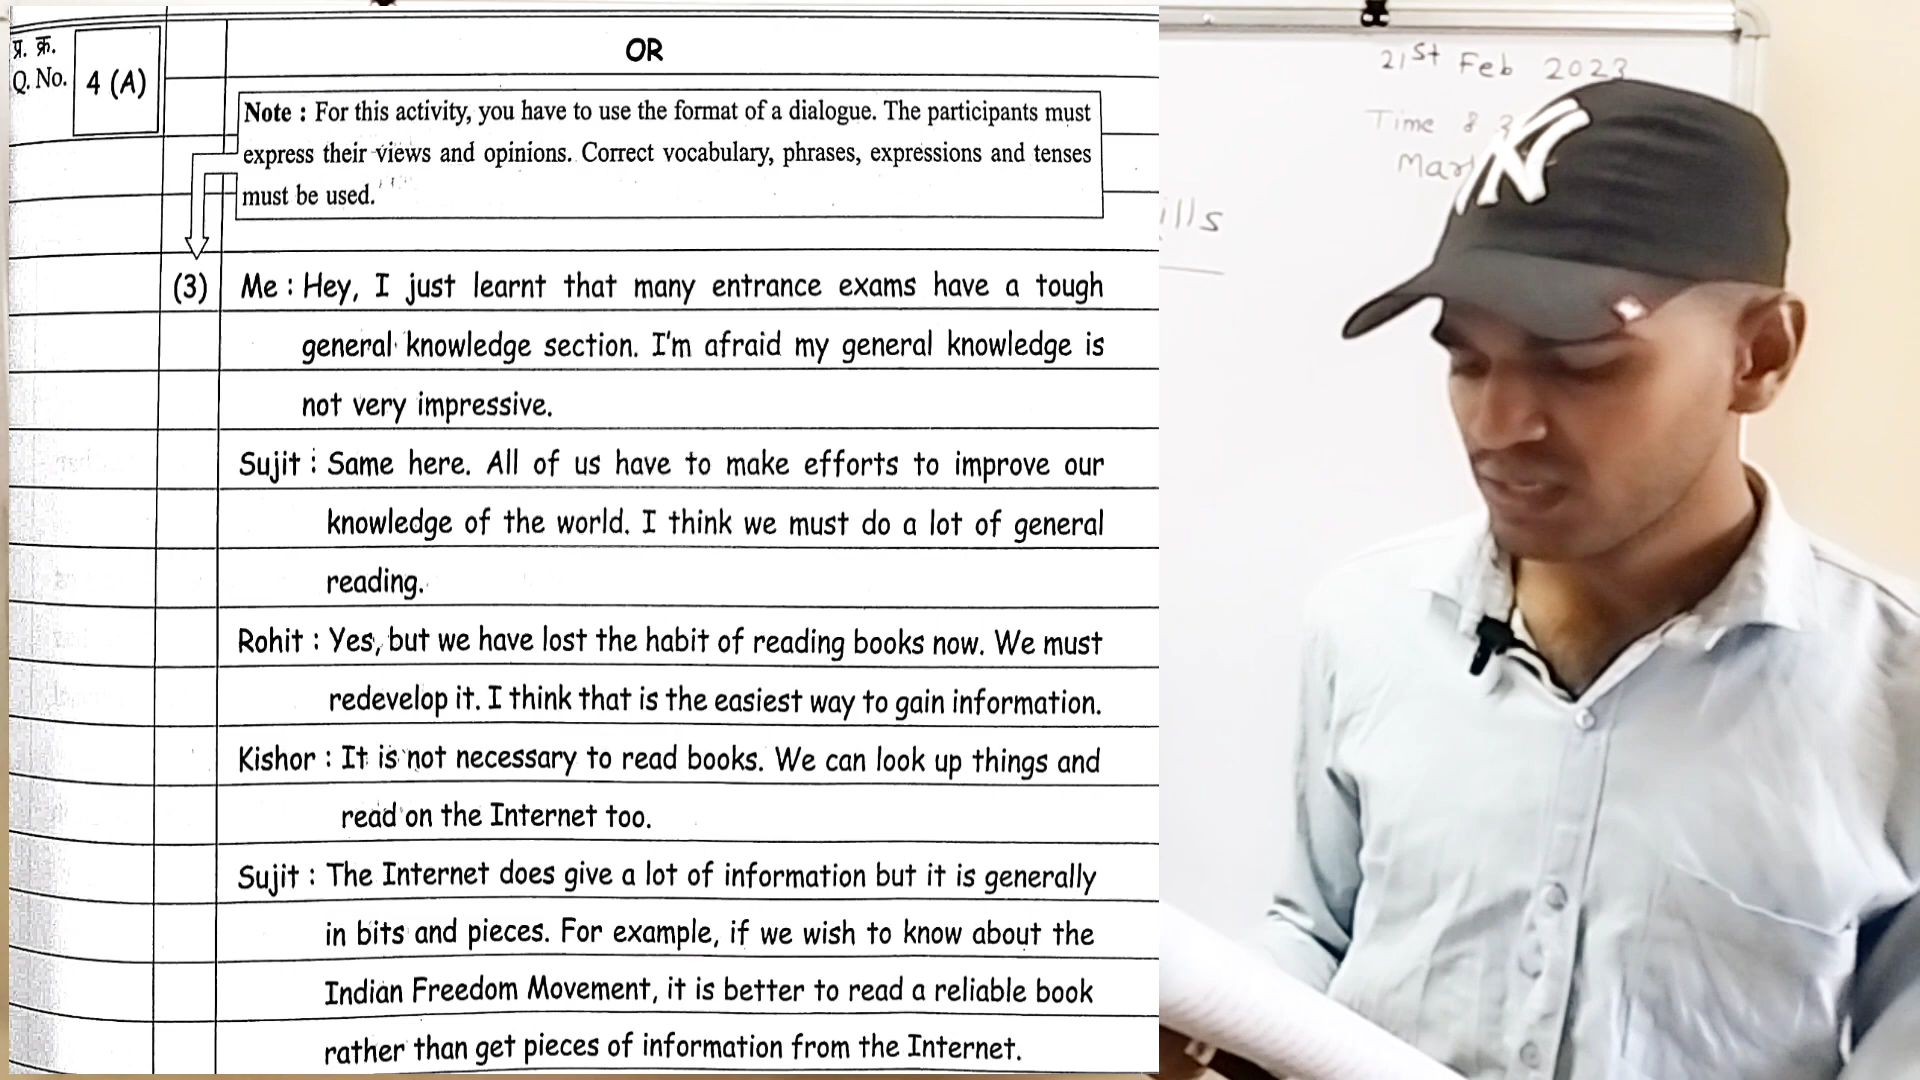 प्र. क्र.
Q. No.
4 (A)
OR
Note : For this activity, you have to use the format of a dialogue. The participants must
express their views and opinions. Correct vocabulary, phrases, expressions and tenses
must be used.
(3) Me : Hey, I just learnt that many entrance exams have a tough
general knowledge section. I'm afraid my general knowledge is
not very impressive.
Sujit : Same here. All of us have to make efforts to improve our
knowledge of the world. I think we must do a lot of general
reading.
Rohit : Yes, but we have lost the habit of reading books now. We must
redevelop it. I think that is the easiest way to gain information.
Kishor : It is not necessary to read books. We can look up things and
read on the Internet too.
Sujit : The Internet does give a lot of information but it is generally
in bits and pieces. For example, if we wish to know about the
Indian Freedom Movement, it is better to read a reliable book
rather than get pieces of information from the Internet.
21st Feb 2023
Time
NY